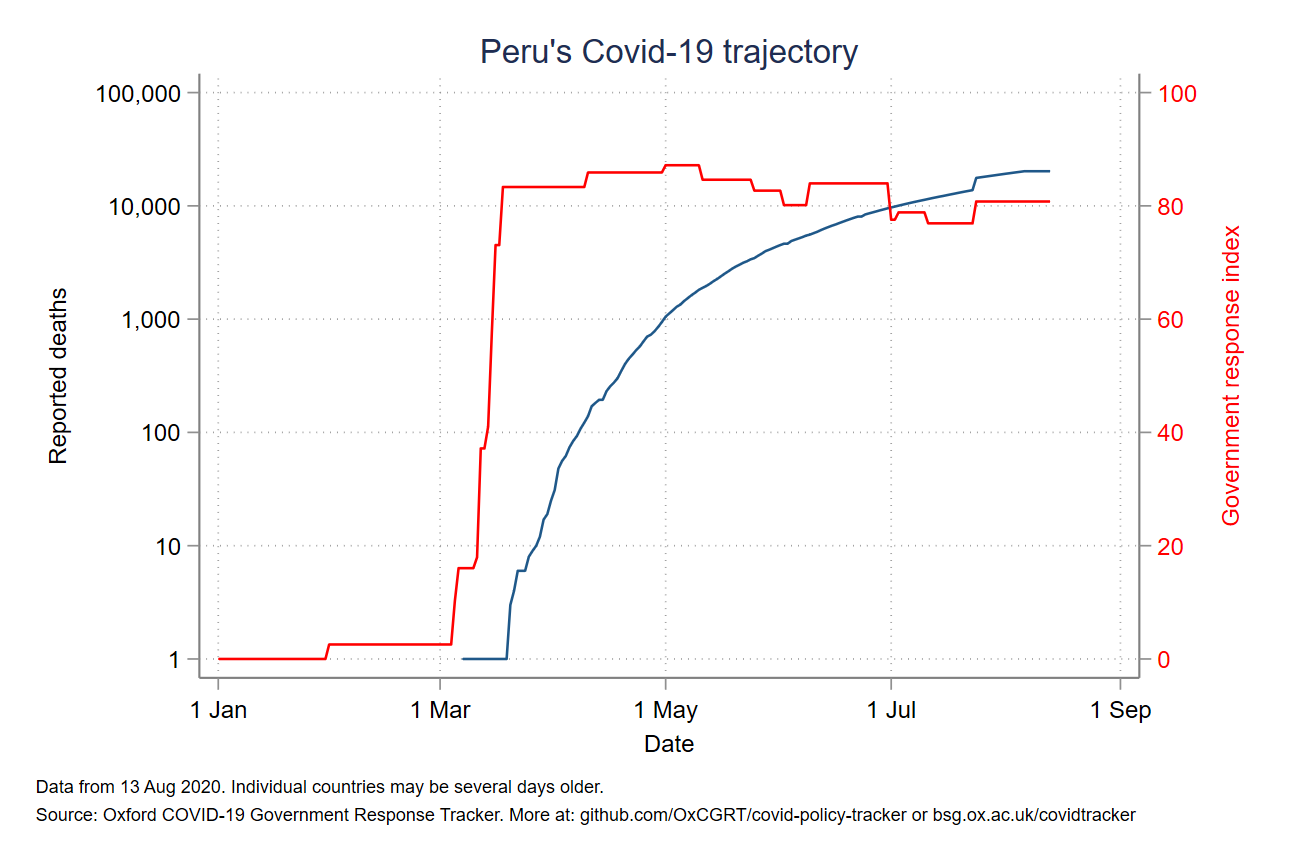 Peru's Covid-19 trajectory
100,000
10,000
1,000
100
10
1
Reported deaths
100
80
60
40
20
0
Government response index
1 Jan
1 Mar
1 May
1 Jul
1 Sep
Date
Data from 13 Aug 2020. Individual countries may be several days older.
Source: Oxford COVID-19 Government Response Tracker. More at: github.com/OxCGRT/covid-policy-tracker or bsg.ox.ac.uk/covidtracker